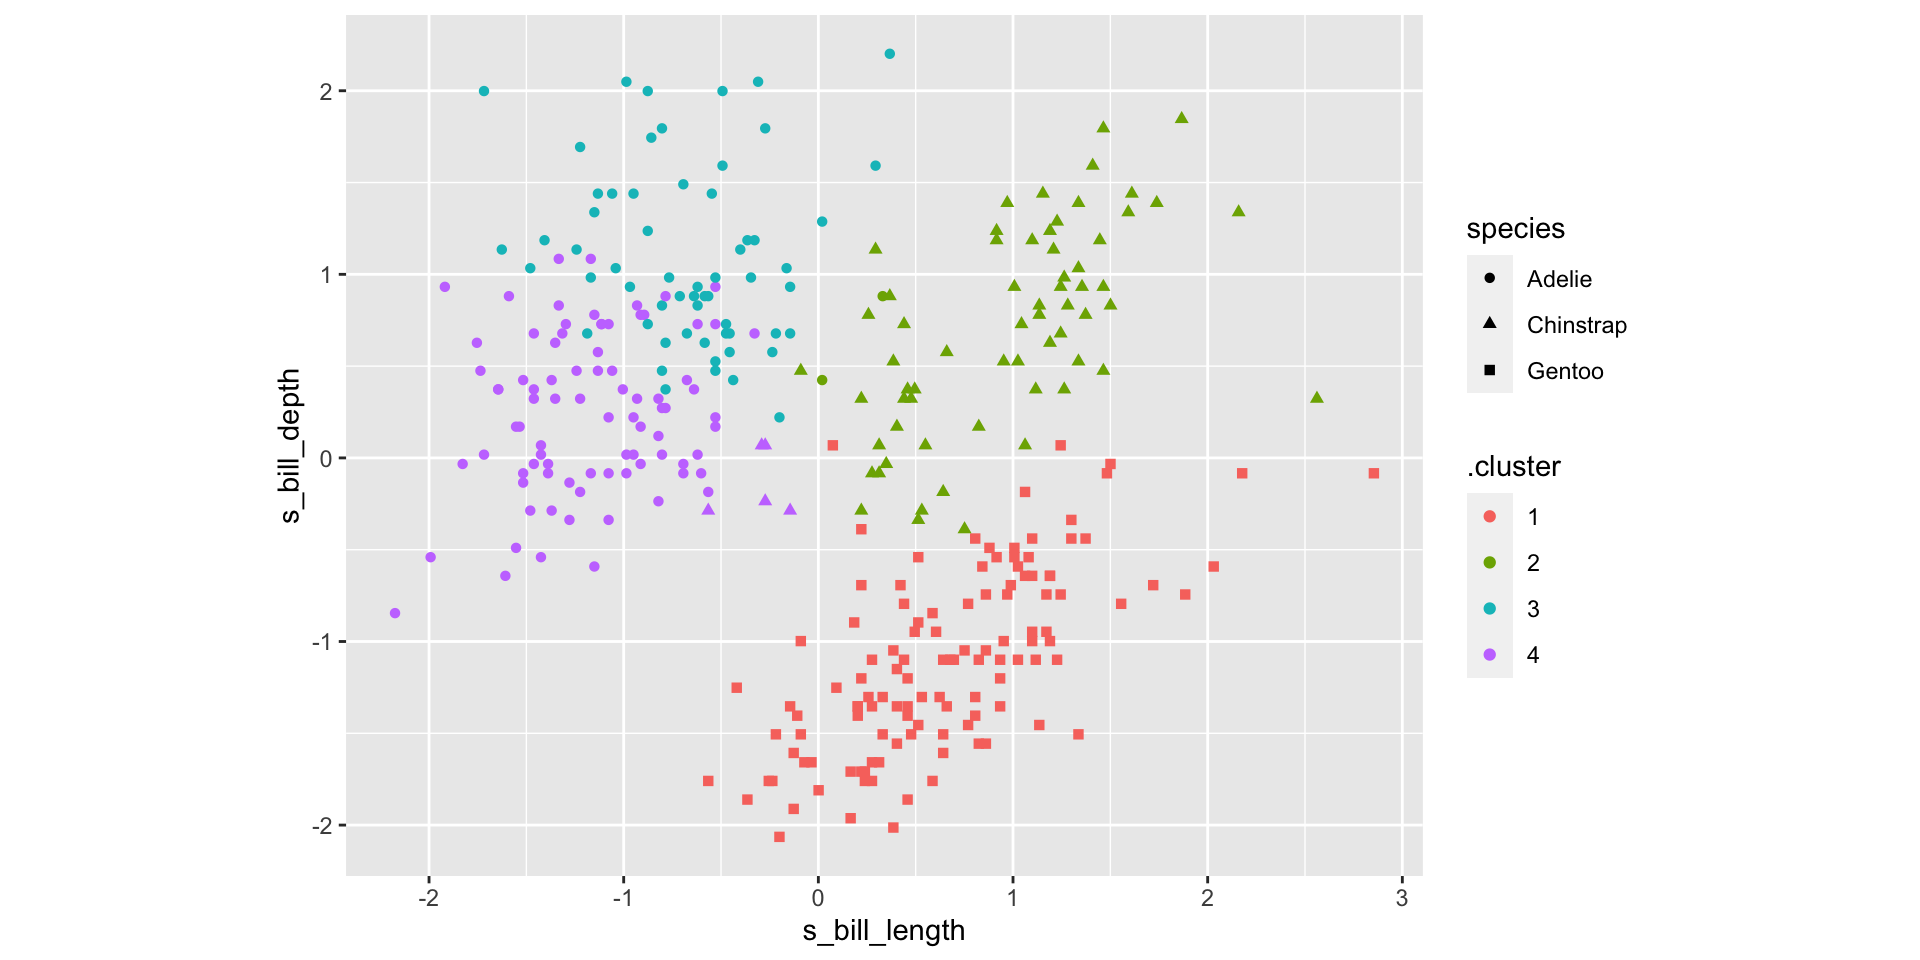 2
1
0
-1
-2
s_bill_depth
-2
-1
0
1
2
3
s_bill_length
species
Adelie
Chinstrap
Gentoo
.cluster
1
2
3
4